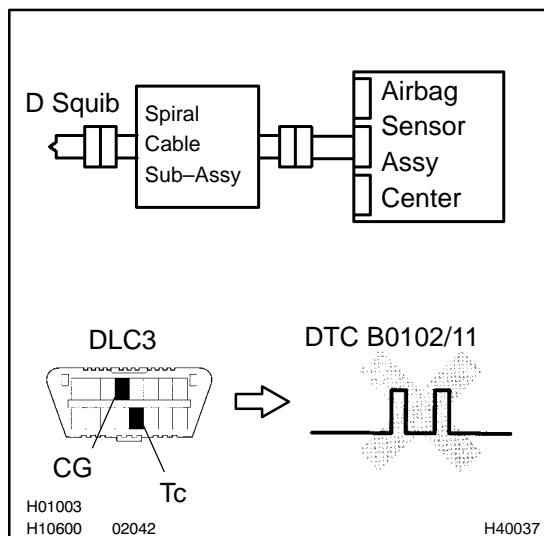 D Squib
Spiral
Cable
Sub–Assy
Airbag
Sensor
Assy
Center
DLC3
DTC B0102/11
CG
Tc
H01003
H10600 02042
H40037